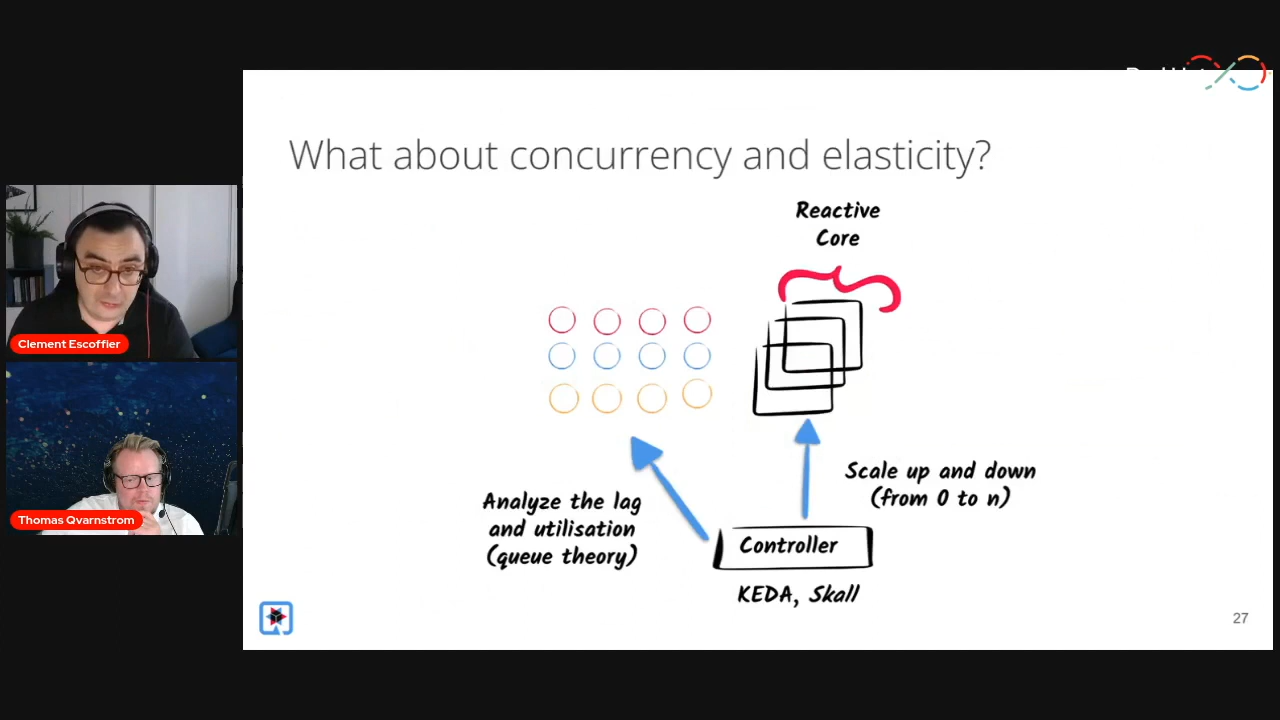 What about concurrency and elasticity?
Reactive
Core
Clement Escoffier
Scale up and down
(from 0 to n)
Analyze the lag
and utilisation
(queue theory)
Thomas Qvarnstrom
Controller
KEDA, Skall
27